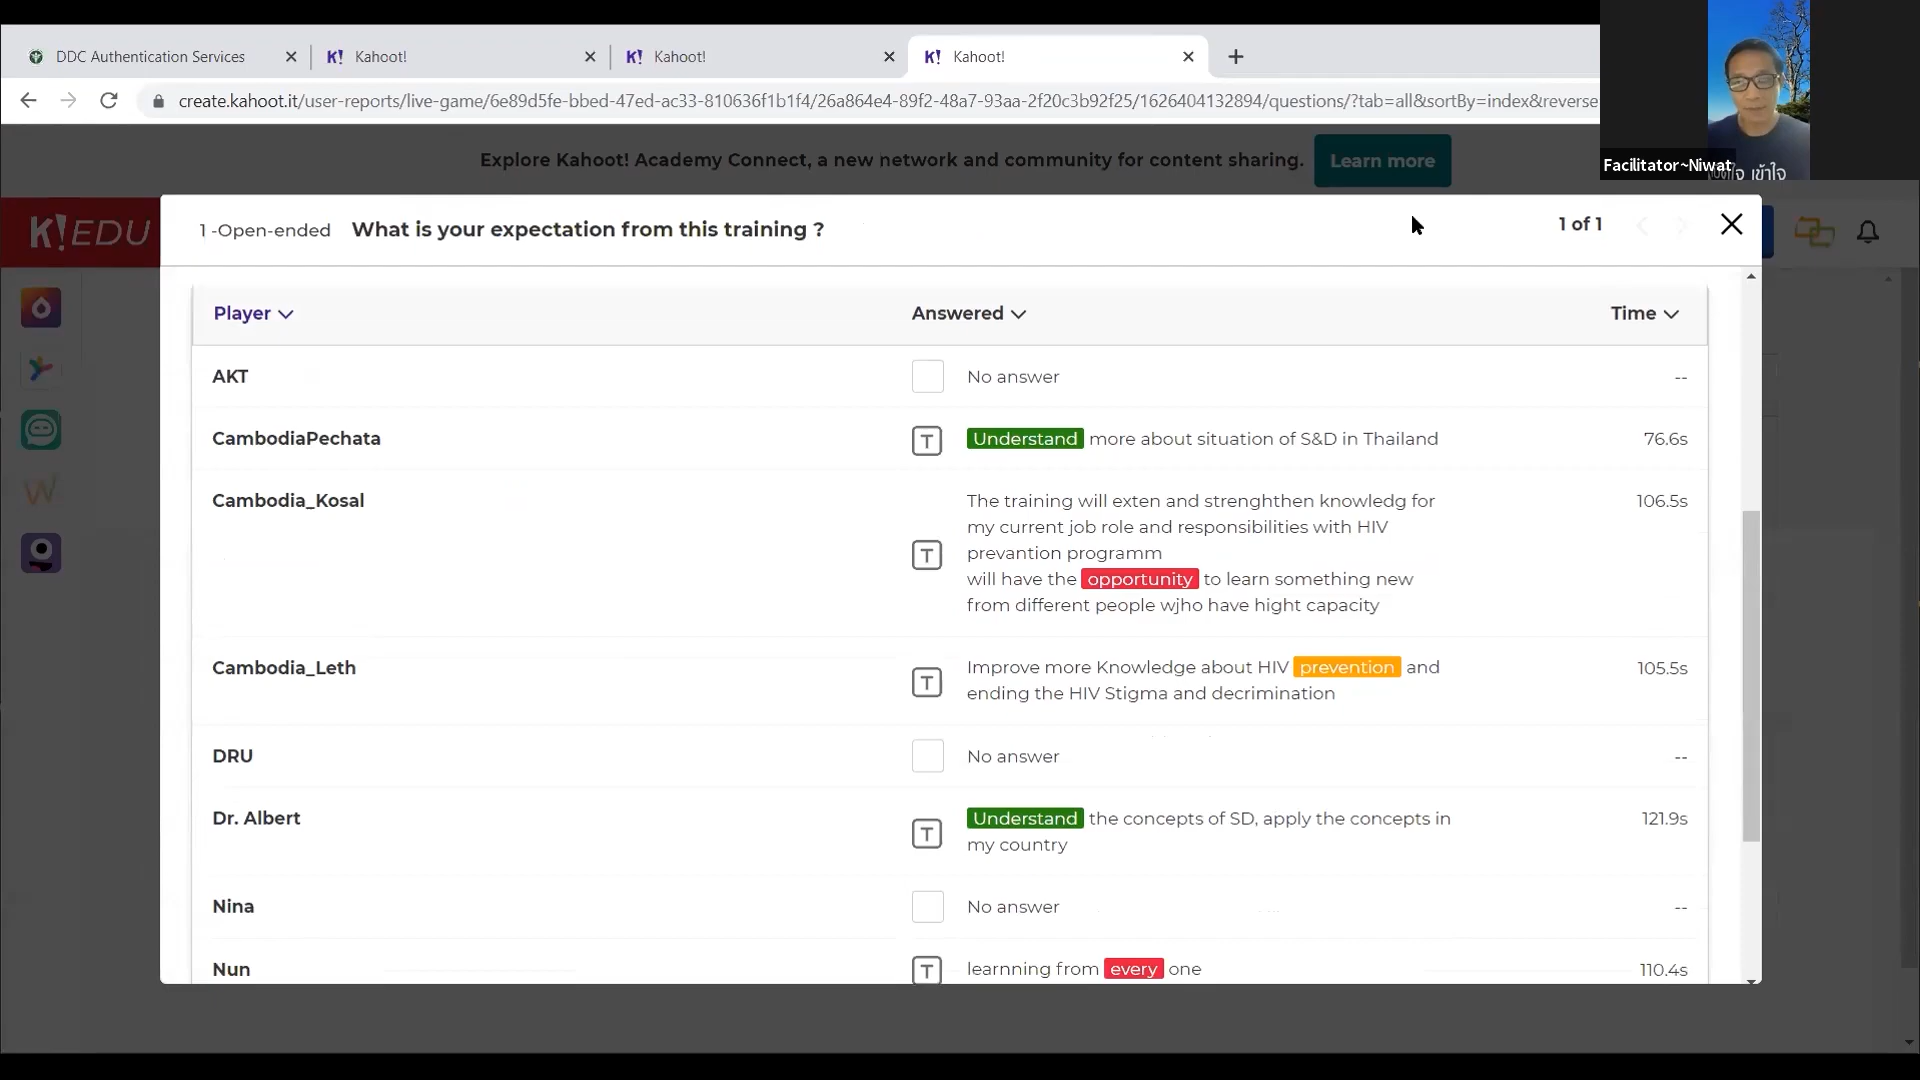 DDC Authentication Services
Kahoot!
Kahoot!
Kahoot!
create.kahoot.it/user-reports/live-game/6e89d5fe-bbed-47ed-ac33-810636f1b1f4/26a864e4-89f2-48a7-93aa-2f20c3b92f25/1626404132894/questions/?tab=all&sortBy=index&reverse
Facilitator~Niwat
เข้าใจ
Explore Kahoot! Academy Connect, a new network and community for content sharing.
Learn more
K!EDU
1 -Open-ended What is your expectation from this training ?
1 of 1
Player Answered Time
AKT No answer --
CambodiaPechata T Understand more about situation of S&D in Thailand 76.6s
Cambodia_Kosal The training will exten and strenghthen knowledg for 106.5s
my current job role and responsibilities with HIV
T prevantion programm
will have the opportunity to learn something new
from different people wjho have hight capacity
Cambodia_Leth T Improve more Knowledge about HIV prevention and 105.5s
ending the HIV Stigma and decrimination
DRU No answer --
Dr. Albert T Understand the concepts of SD, apply the concepts in 121.9s
my country
Nina No answer --
Nun T learnning from every one 110.4s